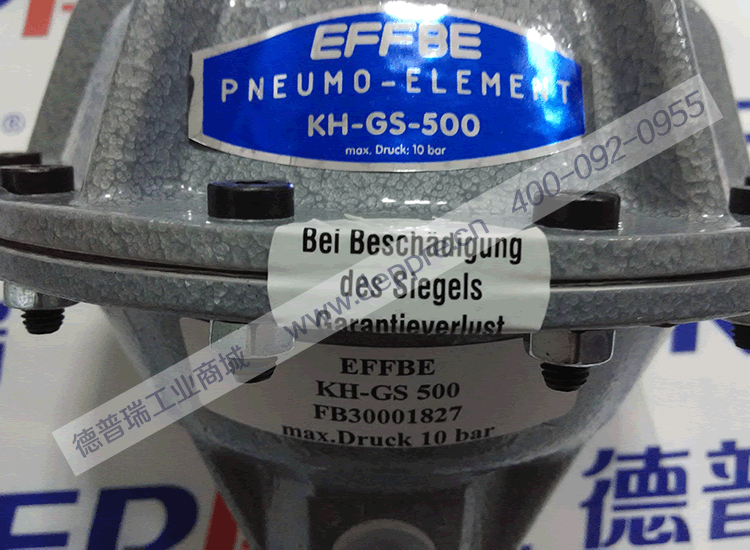 EFFBE
PNEUMO-ELEMENT
KH-GS-500
max. Druck: 10 bar
Bei Beschädigung
des Siegels
Garantieverlust
EFFBE
KH-GS 500
FB30001827
max.Druck 10 bar
德普瑞工业商城 www.deppre.cn 400-092-0955
®
德普